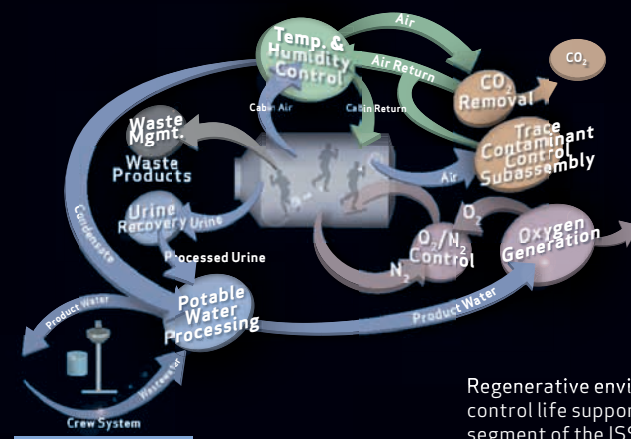 Temp. &
Humidity
Control
Air
Air Return
CO₂
Removal
CO₂
Cabin Air
Cabin Return
Waste
Mgmt.
Waste
Products
Trace
Contaminant
Control
Subassembly
Air
Urine
Recovery
Urine
Condensate
Processed Urine
O₂
O₂/N₂
Control
N₂
Oxygen
Generation
Potable
Water
Processing
Product Water
Product Water
Wastewater
Crew System
Regenerative envi
control life suppor
segment of the ISS